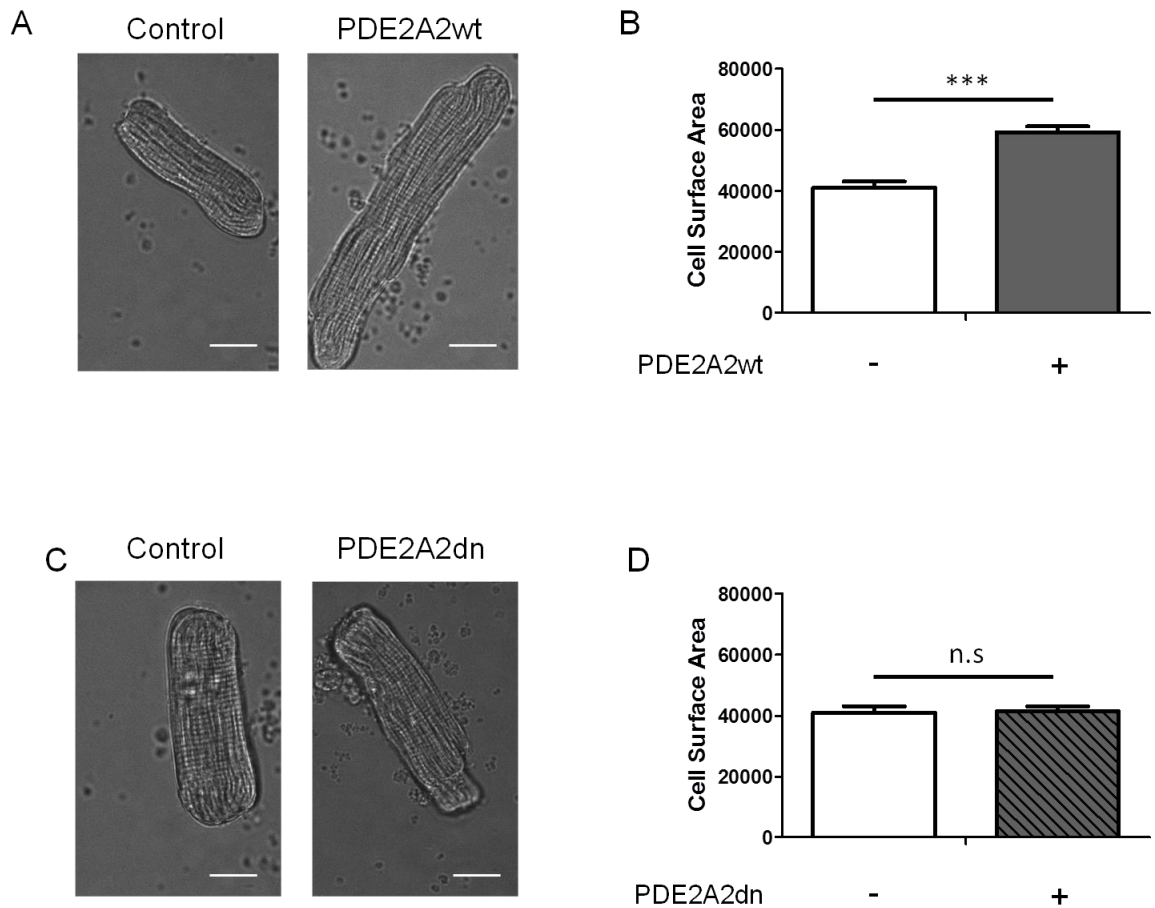 A
Control
PDE2A2wt
B
80000
60000
40000
20000
0
Cell Surface Area
***
PDE2A2wt
-
+
C
Control
PDE2A2dn
D
80000
60000
40000
20000
0
Cell Surface Area
n.s
PDE2A2dn
-
+